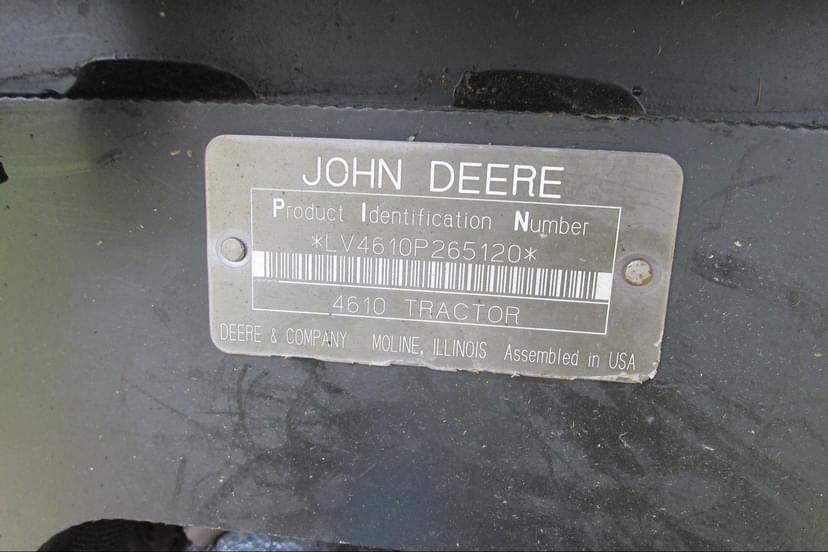 JOHN DEERE
Product Identification Number
*LV4610P265120*
4610 TRACTOR
DEERE & COMPANY MOLINE, ILLINOIS Assembled in USA